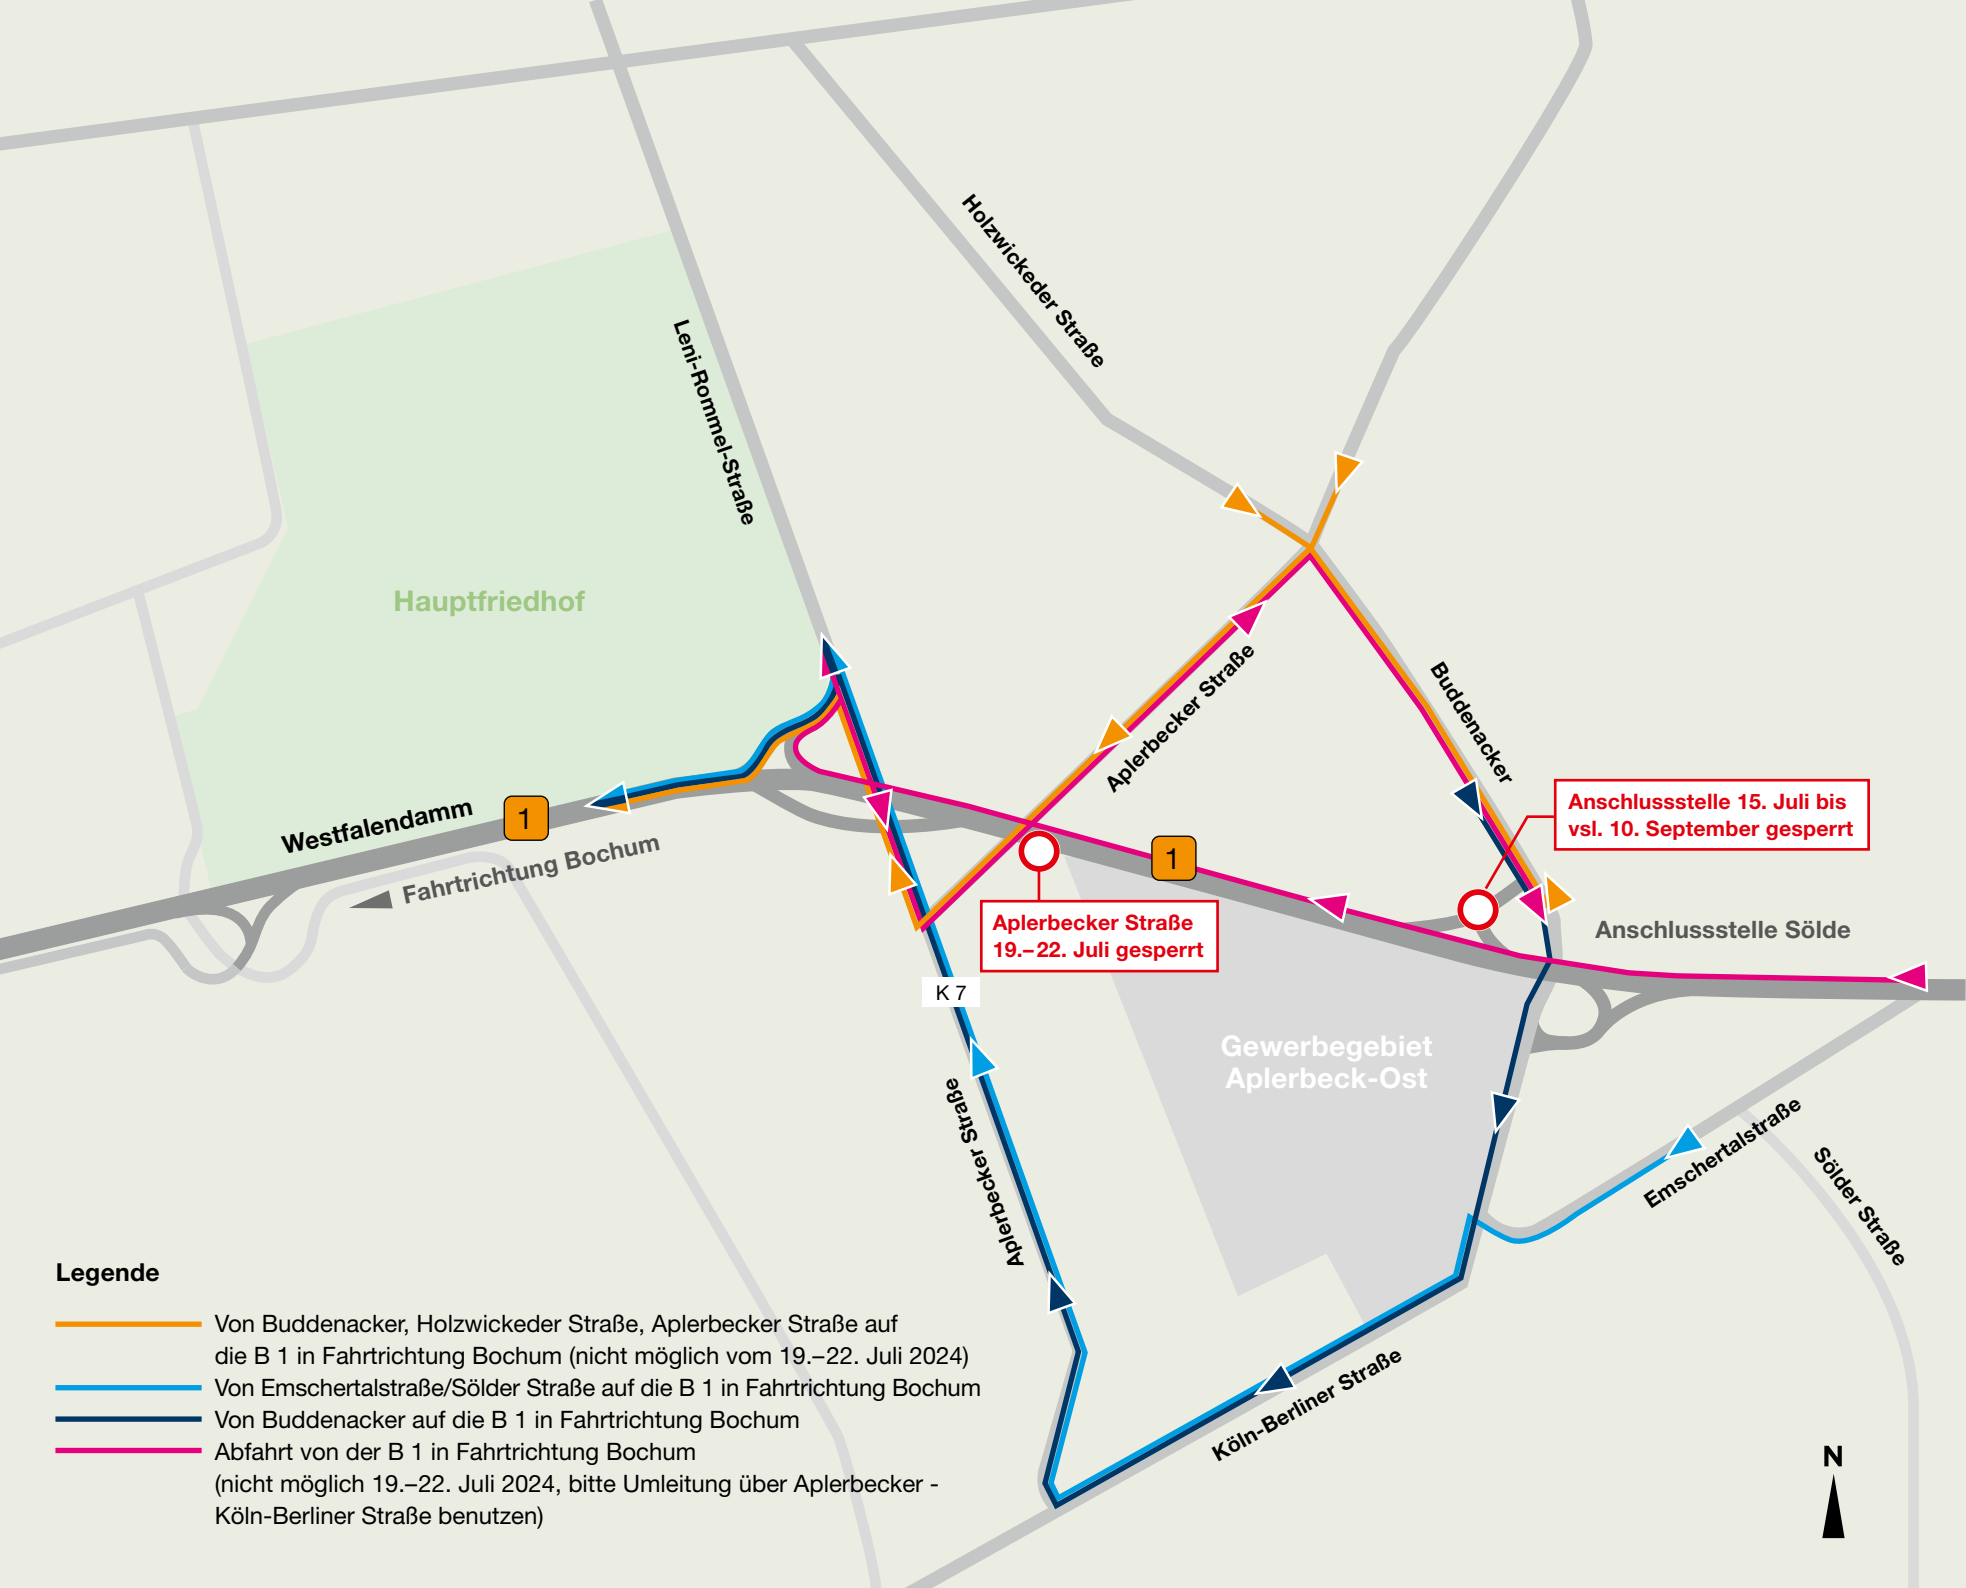 Holzwickeder Straße
Leni-Rommel-Straße
Hauptfriedhof
Aplerbecker Straße
Buddenacker
Anschlussstelle 15. Juli bis
vsl. 10. September gesperrt
Westfalendamm
1
Fahrtrichtung Bochum
1
Aplerbecker Straße
19.–22. Juli gesperrt
Anschlussstelle Sölde
K 7
Gewerbegebiet
Aplerbeck-Ost
Aplerbecker Straße
Emschertalstraße
Sölder Straße
Köln-Berliner Straße
Legende
Von Buddenacker, Holzwickeder Straße, Aplerbecker Straße auf
die B 1 in Fahrtrichtung Bochum (nicht möglich vom 19.–22. Juli 2024)
Von Emschertalstraße/Sölder Straße auf die B 1 in Fahrtrichtung Bochum
Von Buddenacker auf die B 1 in Fahrtrichtung Bochum
Abfahrt von der B 1 in Fahrtrichtung Bochum
(nicht möglich 19.–22. Juli 2024, bitte Umleitung über Aplerbecker -
Köln-Berliner Straße benutzen)
N